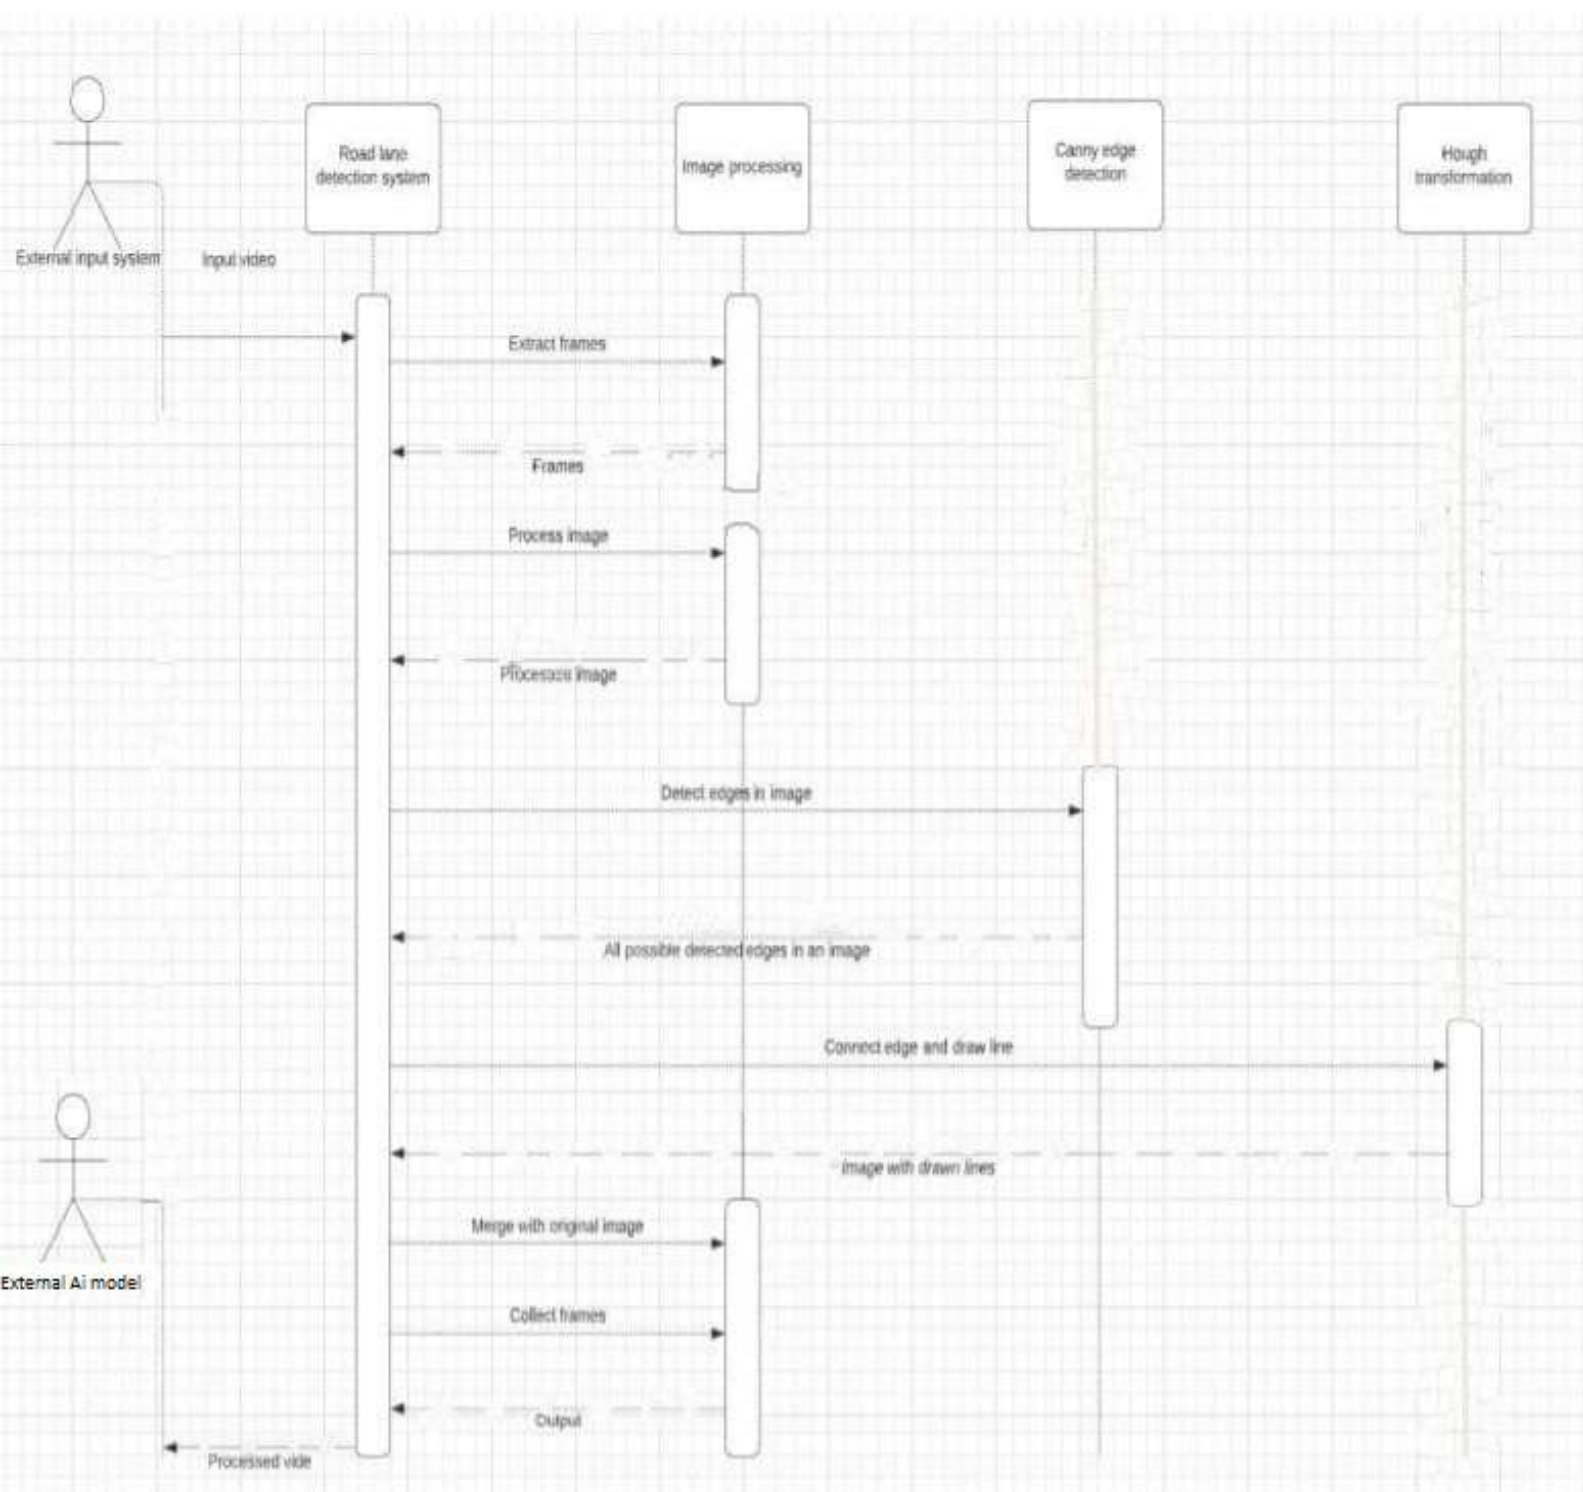 Road lane
detection system
Image processing
Canny edge
detection
Hough
transformation
External input system
Input video
Extract frames
Frames
Process image
image
Detect edges in image
All possible detected edges in an image
Connect edge and draw line
image with drawn lines
Merge with original image
External Ai model
Collect frames
Output
Processed vide